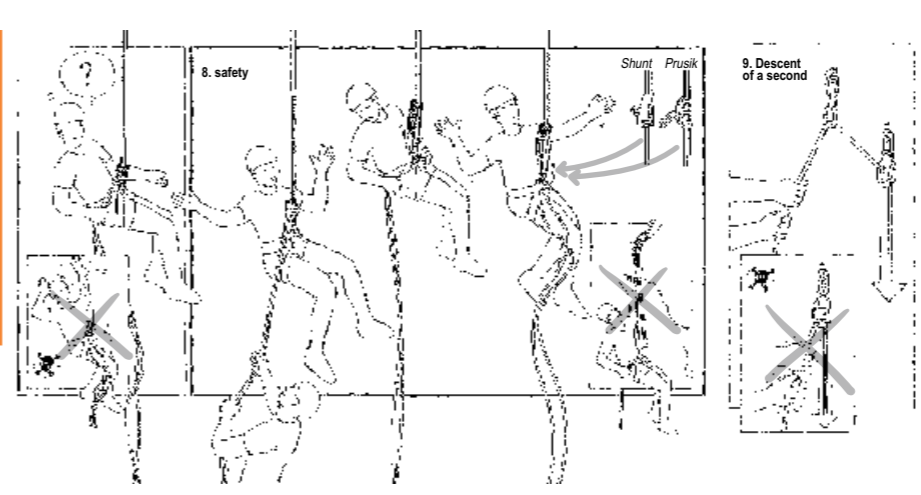 ?
8. safety
Shunt Prusik
9. Descent
of a second